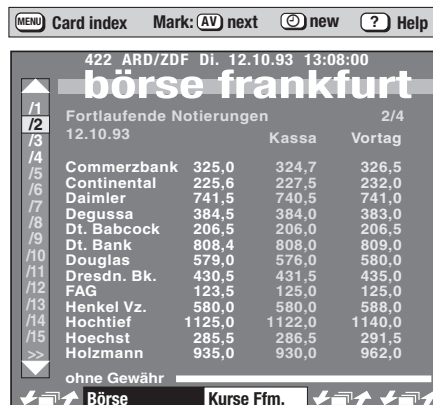 MENU Card index Mark: AV next new ? Help
422 ARD/ZDF Di. 12.10.93 13:08:00
börse frankfurt
/1
/2
/3
/4
/5
/6
/7
/8
/9
/10
/11
/12
/13
/14
/15
>>
Fortlaufende Notierungen 2/4
12.10.93 Kassa Vortag
Commerzbank 325,0 324,7 326,5
Continental 225,6 227,5 232,0
Daimler 741,5 740,5 741,0
Degussa 384,5 384,0 383,0
Dt. Babcock 206,5 206,0 206,5
Dt. Bank 808,4 808,0 809,0
Douglas 579,0 576,0 580,0
Dresdn. Bk. 430,5 431,5 435,0
FAG 123,5 125,0 125,0
Henkel Vz. 580,0 580,0 588,0
Hochtief 1125,0 1122,0 1140,0
Hoechst 285,5 286,5 291,5
Holzmann 935,0 930,0 962,0
ohne Gewähr
Börse Kurse Ffm.